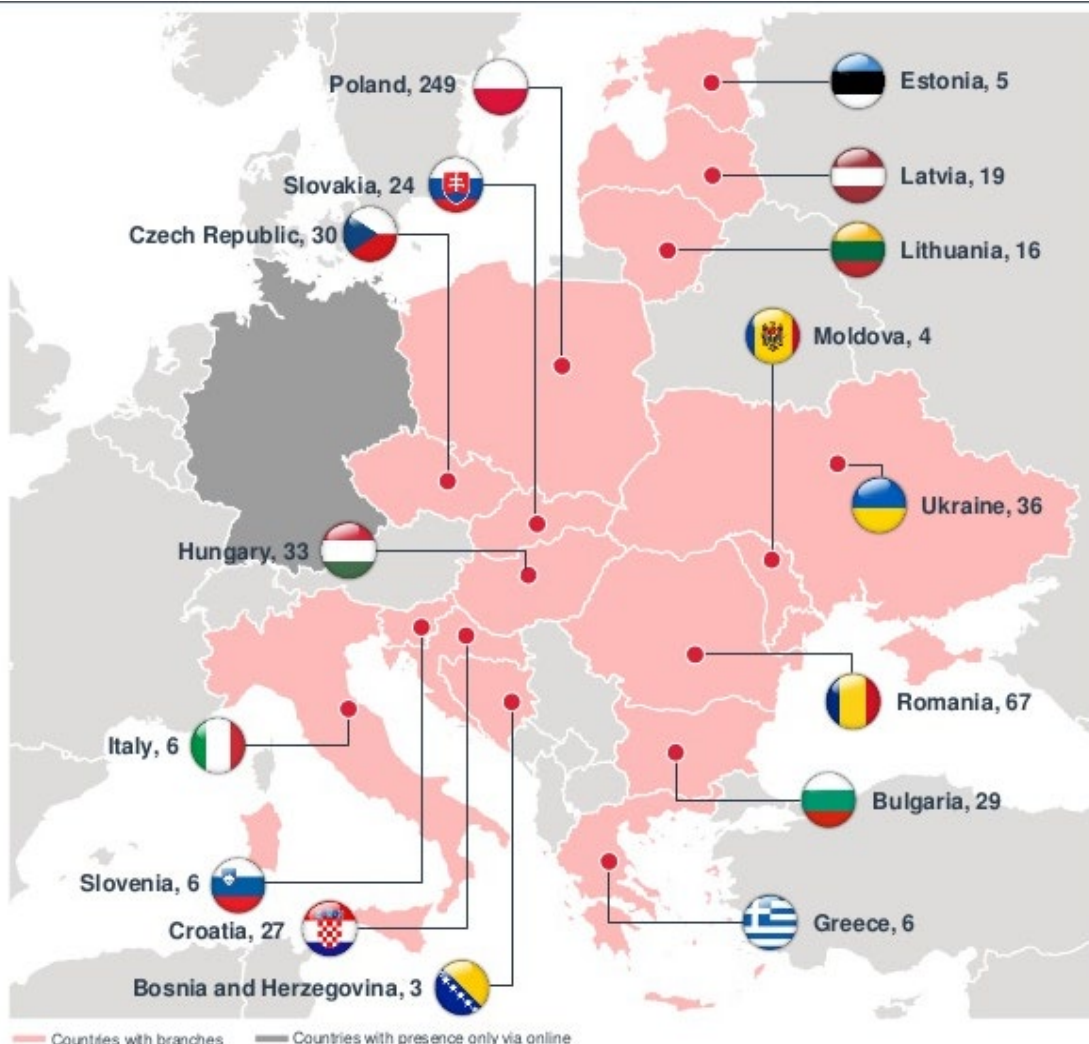 Poland, 249
Estonia, 5
Slovakia, 24
Latvia, 19
Czech Republic, 30
Lithuania, 16
Moldova, 4
Ukraine, 36
Hungary, 33
Romania, 67
Italy, 6
Bulgaria, 29
Slovenia, 6
Croatia, 27
Greece, 6
Bosnia and Herzegovina, 3
Countries with branches
Countries with presence only via online